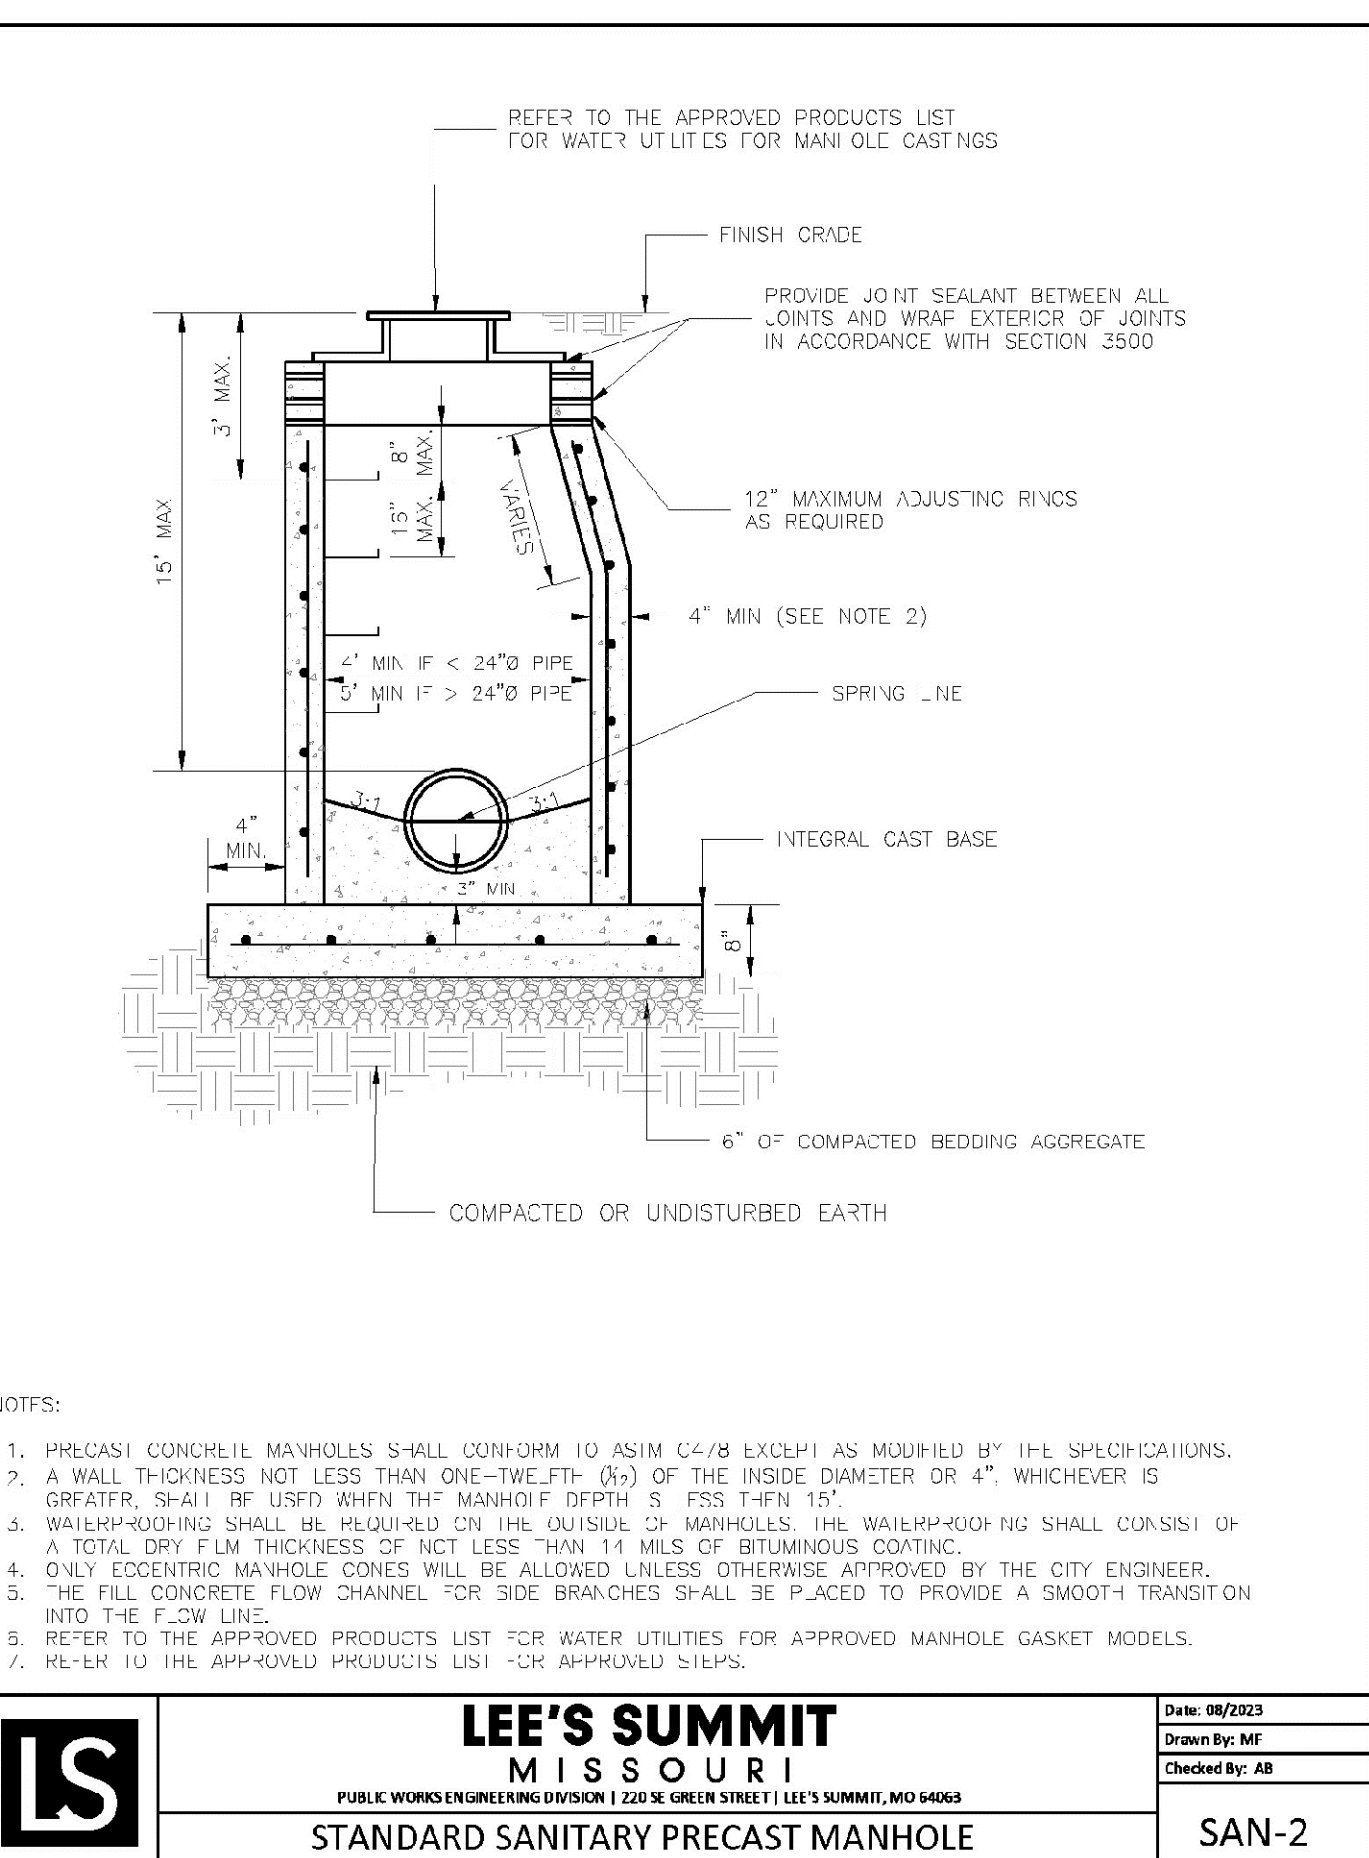 REFER TO THE APPROVED PRODUCTS LIST
FOR WATER UTILITIES FOR MANHOLE CASTINGS
FINISH GRADE
PROVIDE JOINT SEALANT BETWEEN ALL
JOINTS AND WRAP EXTERIOR OF JOINTS
IN ACCORDANCE WITH SECTION 3500
3' MAX.
8" MAX.
MAX.
15' MAX
VARIES
12" MAXIMUM ADJUSTING RINGS
AS REQUIRED
4" MIN (SEE NOTE 2)
4' MIN IF < 24"Ø PIPE
5' MIN IF > 24"Ø PIPE
SPRING LINE
3:1
3:1
4"
MIN.
INTEGRAL CAST BASE
3" MIN
8"
6" OF COMPACTED BEDDING AGGREGATE
COMPACTED OR UNDISTURBED EARTH
NOTES:
1. PRECAST CONCRETE MANHOLES SHALL CONFORM TO ASTM C478 EXCEPT AS MODIFIED BY THE SPECIFICATIONS.
2. A WALL THICKNESS NOT LESS THAN ONE-TWELFTH (1/12) OF THE INSIDE DIAMETER OR 4", WHICHEVER IS
GREATER, SHALL BE USED WHEN THE MANHOLE DEPTH IS LESS THEN 15'.
3. WATERPROOFING SHALL BE REQUIRED ON THE OUTSIDE OF MANHOLES. THE WATERPROOFING SHALL CONSIST OF
A TOTAL DRY FILM THICKNESS OF NOT LESS THAN 14 MILS OF BITUMINOUS COATING.
4. ONLY ECCENTRIC MANHOLE CONES WILL BE ALLOWED UNLESS OTHERWISE APPROVED BY THE CITY ENGINEER.
5. THE FILL CONCRETE FLOW CHANNEL FOR SIDE BRANCHES SHALL BE PLACED TO PROVIDE A SMOOTH TRANSITION
INTO THE FLOW LINE.
6. REFER TO THE APPROVED PRODUCTS LIST FOR WATER UTILITIES FOR APPROVED MANHOLE GASKET MODELS.
7. REFER TO THE APPROVED PRODUCTS LIST FOR APPROVED STEPS.
LS
LEE'S SUMMIT
MISSOURI
PUBLIC WORKS ENGINEERING DIVISION | 220 SE GREEN STREET | LEE'S SUMMIT, MO 64063
STANDARD SANITARY PRECAST MANHOLE
Date: 08/2023
Drawn By: MF
Checked By: AB
SAN-2